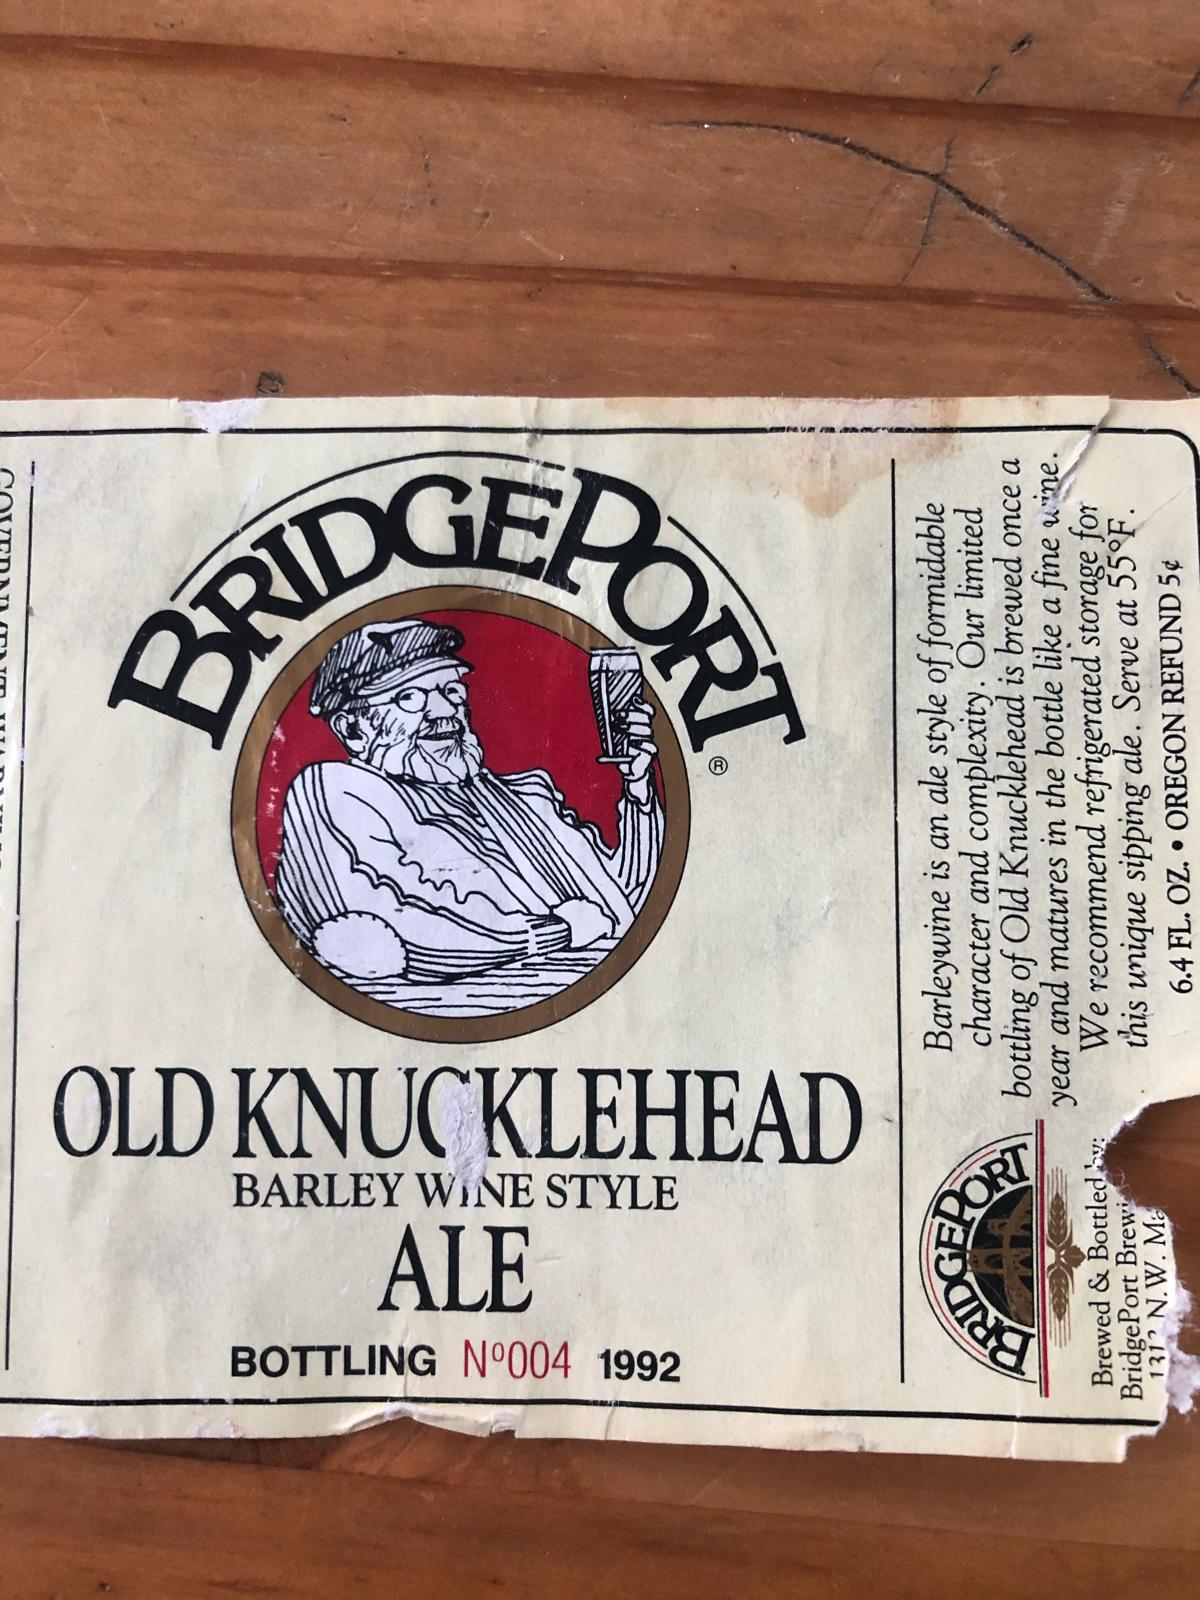 BRIDGEPORT
®
OLD KNUCKLEHEAD
BARLEY WINE STYLE
ALE
BOTTLING Nº004 1992
Barleywine is an ale style of formidable
character and complexity. Our limited
bottling of Old Knucklehead is brewed once a
year and matures in the bottle like a fine wine.
We recommend refrigerated storage for
this unique sipping ale. Serve at 55°F.
6.4 FL. OZ. • OREGON REFUND 5¢
BRIDGEPORT
Brewed & Bottled by:
BridgePort
N.W.